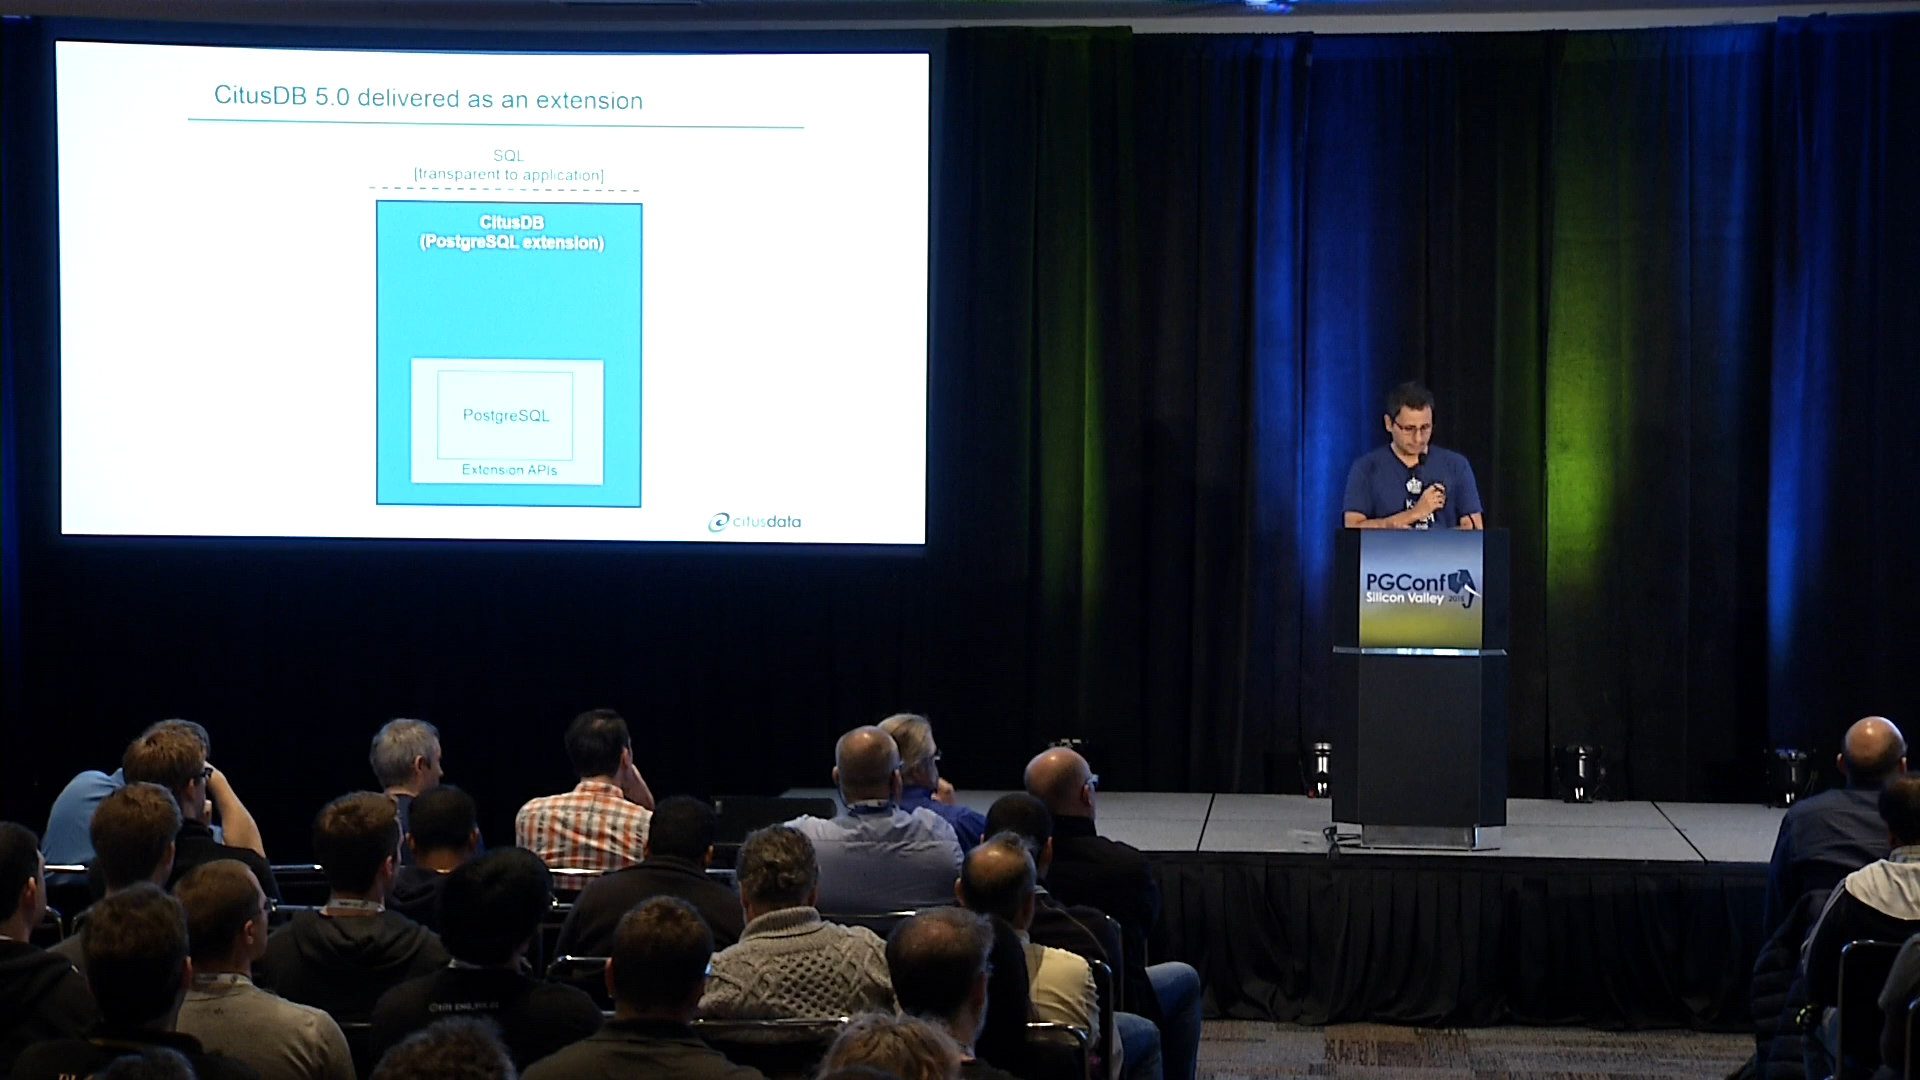 CitusDB 5.0 delivered as an extension
SQL
[transparent to application]
CitusDB
(PostgreSQL extension)
PostgreSQL
Extension APIs
citusdata
PGConf
Silicon Valley 2015